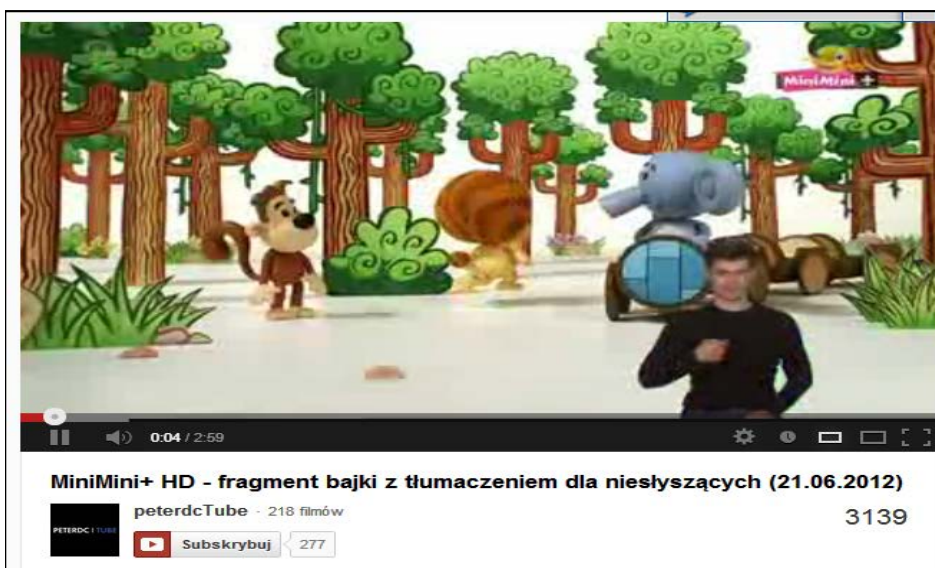 MiniMini +
0:04 / 2:59
MiniMini+ HD - fragment bajki z tłumaczeniem dla niesłyszących (21.06.2012)
PETERDC I TUBE
peterdcTube · 218 filmów
3139
Subskrybuj 277